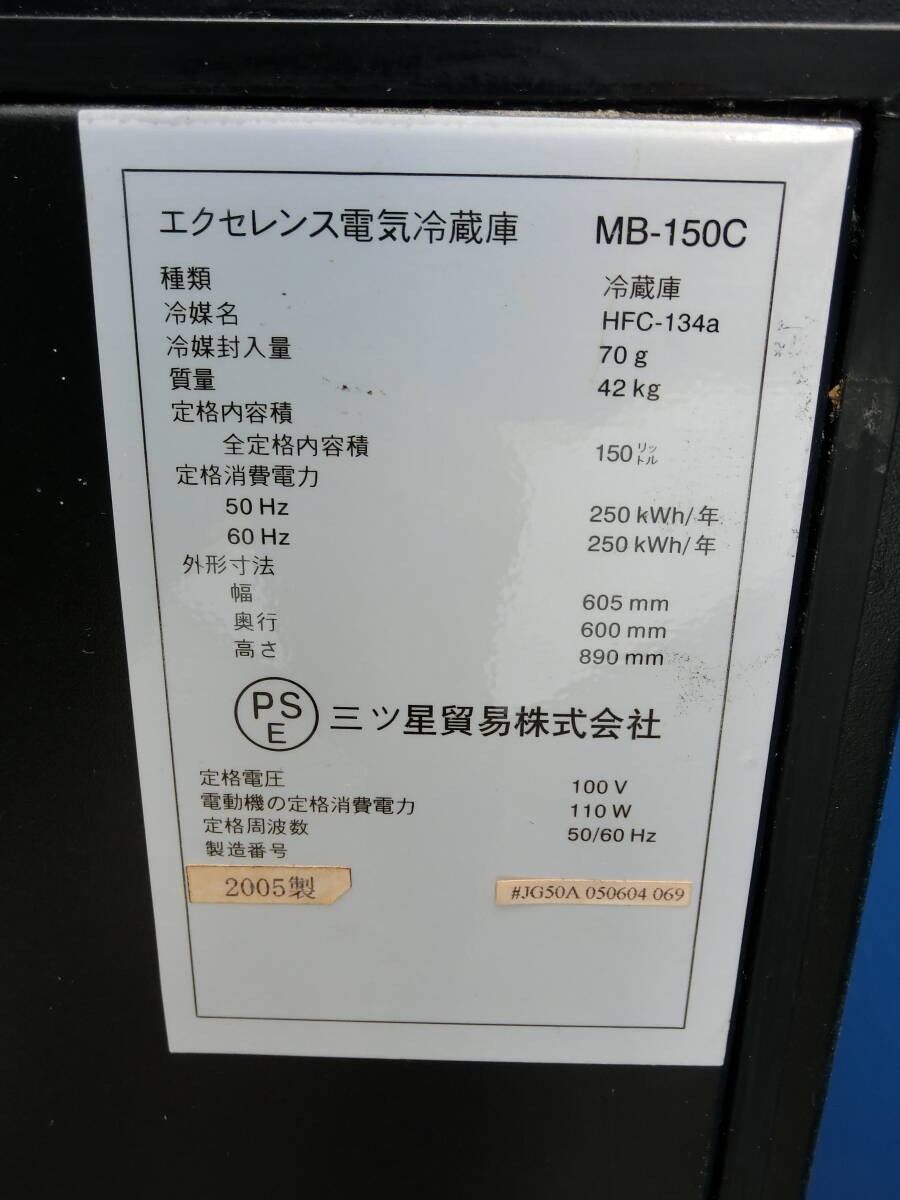 エクセレンス電気冷蔵庫 MB-150C
種類 冷蔵庫
冷媒名 HFC-134a
冷媒封入量 70 g
質量 42 kg
定格内容積
全定格内容積 150リットル
定格消費電力
50 Hz 250 kWh/年
60 Hz 250 kWh/年
外形寸法
幅 605 mm
奥行 600 mm
高さ 890 mm
PSE 三ツ星貿易株式会社
定格電圧 100 V
電動機の定格消費電力 110 W
定格周波数 50/60 Hz
製造番号
2005製 #JG50A 050604 069